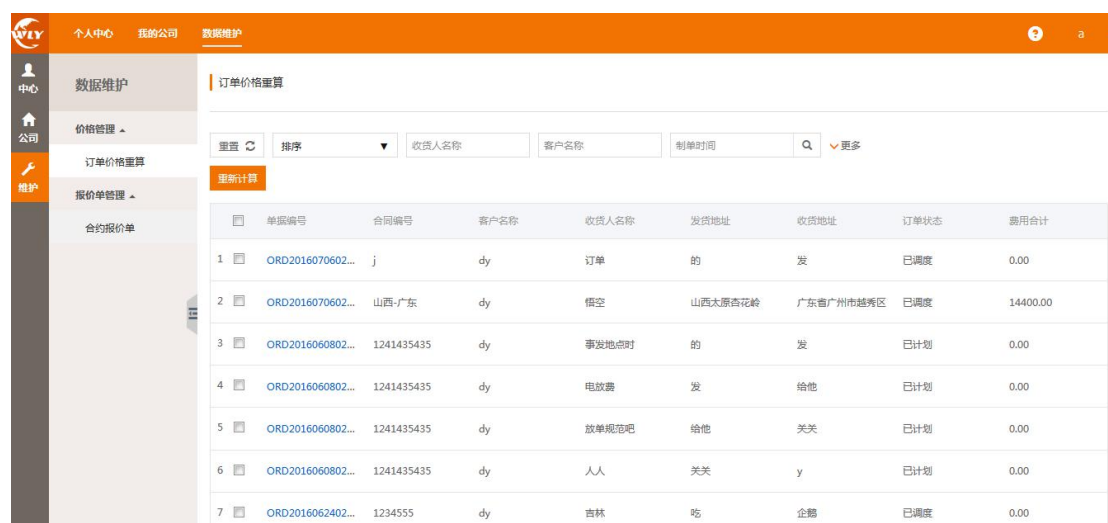 WLY 个人中心 我的公司 数据维护 ? a
中心
公司
维护
数据维护
价格管理
订单价格重算
报价单管理
合约报价单
订单价格重算
重置 排序 收货人名称 客户名称 制单时间 更多
重新计算
单据编号 合同编号 客户名称 收货人名称 发货地址 收货地址 订单状态 费用合计
1 ORD2016070602... j dy 订单 的 发 已调度 0.00
2 ORD2016070602... 山西-广东 dy 悟空 山西太原杏花岭 广东省广州市越秀区 已调度 14400.00
3 ORD2016060802... 1241435435 dy 事发地点时 的 发 已计划 0.00
4 ORD2016060802... 1241435435 dy 电放费 发 给他 已计划 0.00
5 ORD2016060802... 1241435435 dy 放单规范吧 给他 关关 已计划 0.00
6 ORD2016060802... 1241435435 dy 人人 关关 y 已计划 0.00
7 ORD2016062402... 1234555 dy 吉林 吃 企鹅 已调度 0.00